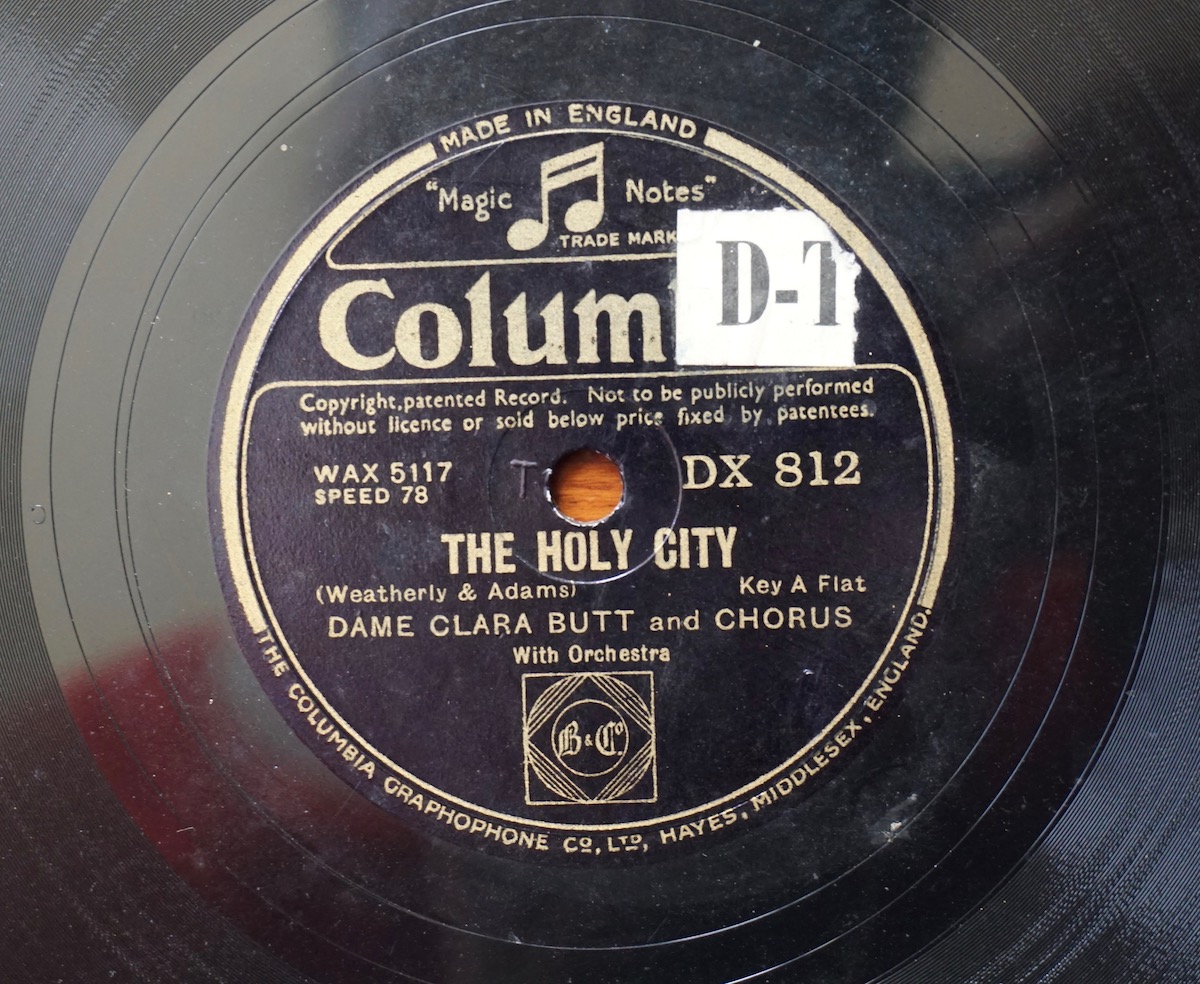 MADE IN ENGLAND
"Magic Notes"
TRADE MARK
D-T
Colum
Copyright, patented Record. Not to be publicly performed
without licence or sold below price fixed by patentees.
WAX 5117
SPEED 78
T
DX 812
THE HOLY CITY
(Weatherly & Adams)
Key A Flat
DAME CLARA BUTT and CHORUS
With Orchestra
B & Co.
THE COLUMBIA GRAPHOPHONE Co, LTD, HAYES, MIDDLESEX, ENGLAND.